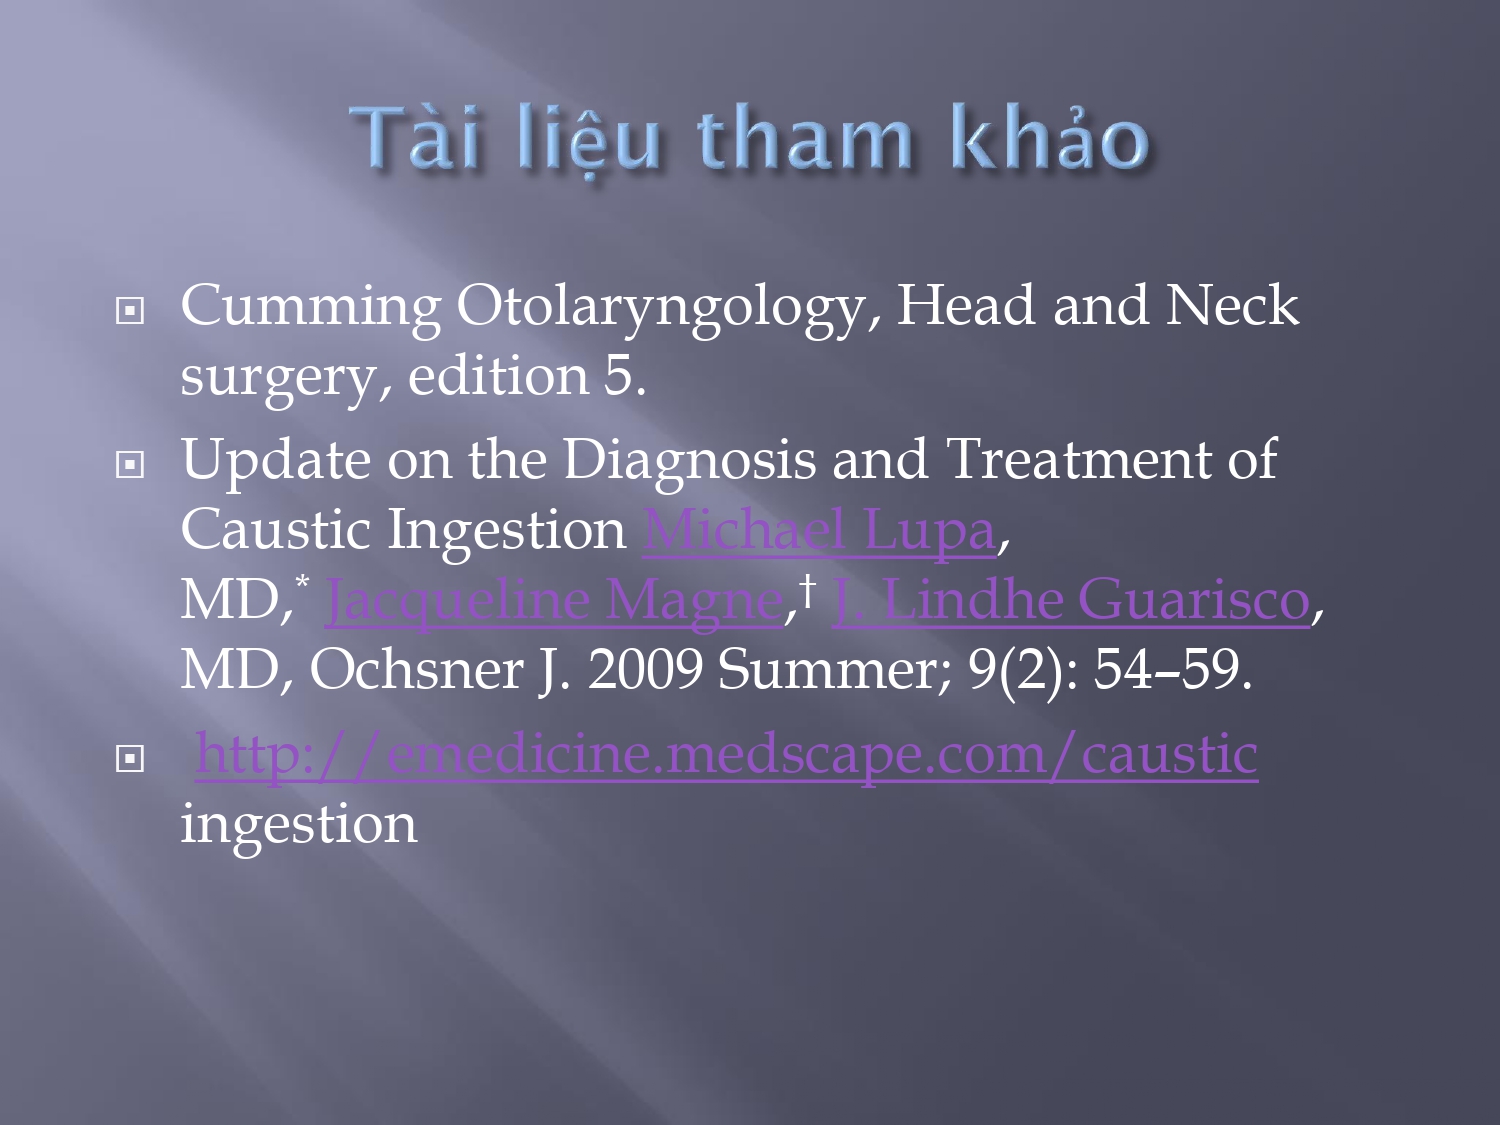 Tài liệu tham khảo
Cumming Otolaryngology, Head and Neck
surgery, edition 5.
Update on the Diagnosis and Treatment of
Caustic Ingestion Michael Lupa,
MD,* Jacqueline Magne,† J. Lindhe Guarisco,
MD, Ochsner J. 2009 Summer; 9(2): 54–59.
http://emedicine.medscape.com/caustic
ingestion